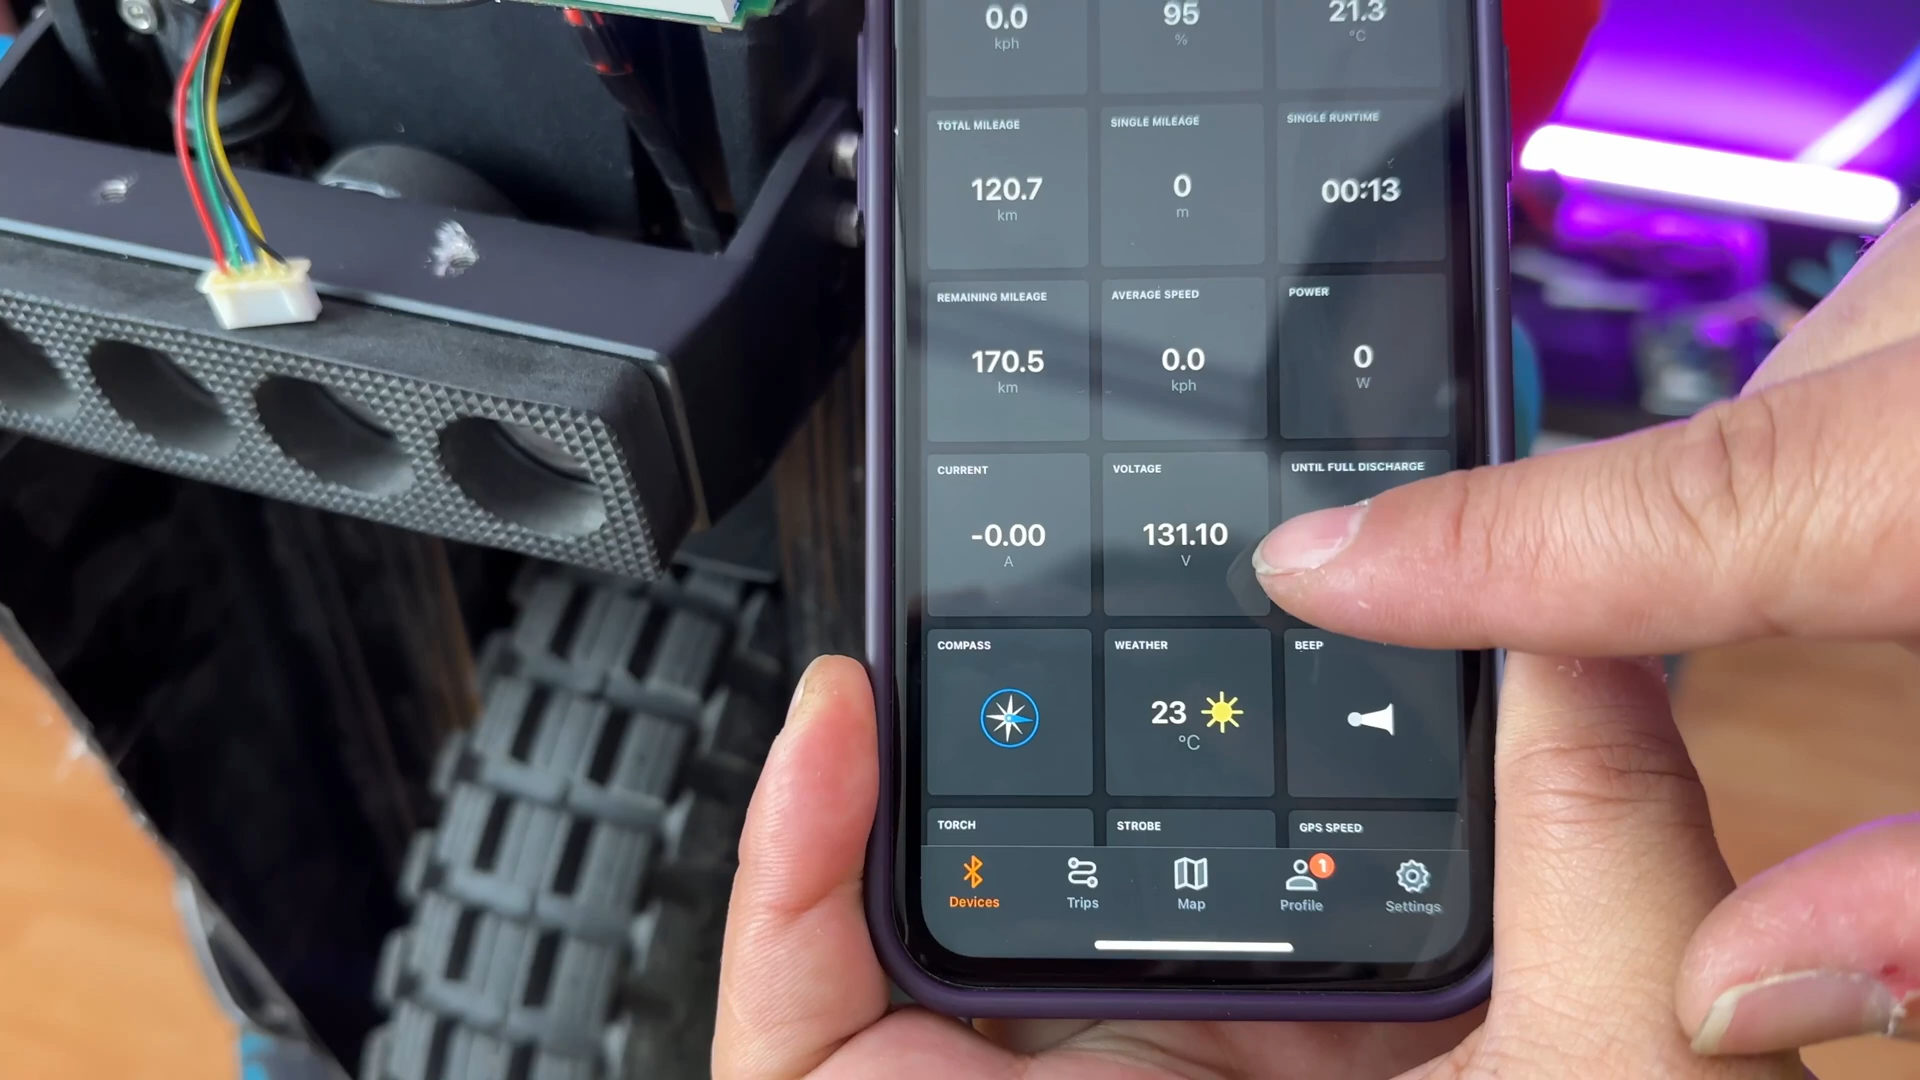 0.0 95 21.3
kph % °C
TOTAL MILEAGE SINGLE MILEAGE SINGLE RUNTIME
120.7 0 00:13
km m
REMAINING MILEAGE AVERAGE SPEED POWER
170.5 0.0 0
km kph W
CURRENT VOLTAGE UNTIL FULL DISCHARGE
-0.00 131.10
A V
COMPASS WEATHER BEEP
23
°C
TORCH STROBE GPS SPEED
1
Devices Trips Map Profile Settings